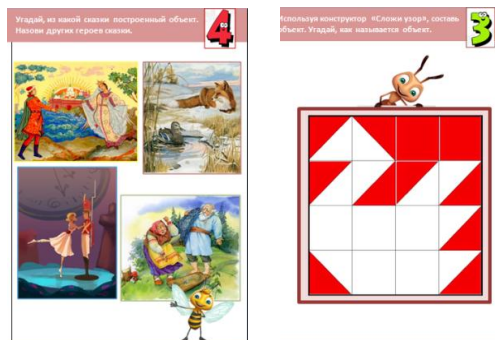 Угадай, из какой сказки построенный объект.
Назови других героев сказки.
4
Используя конструктор «Сложи узор», составь
объект. Угадай, как называется объект.
3